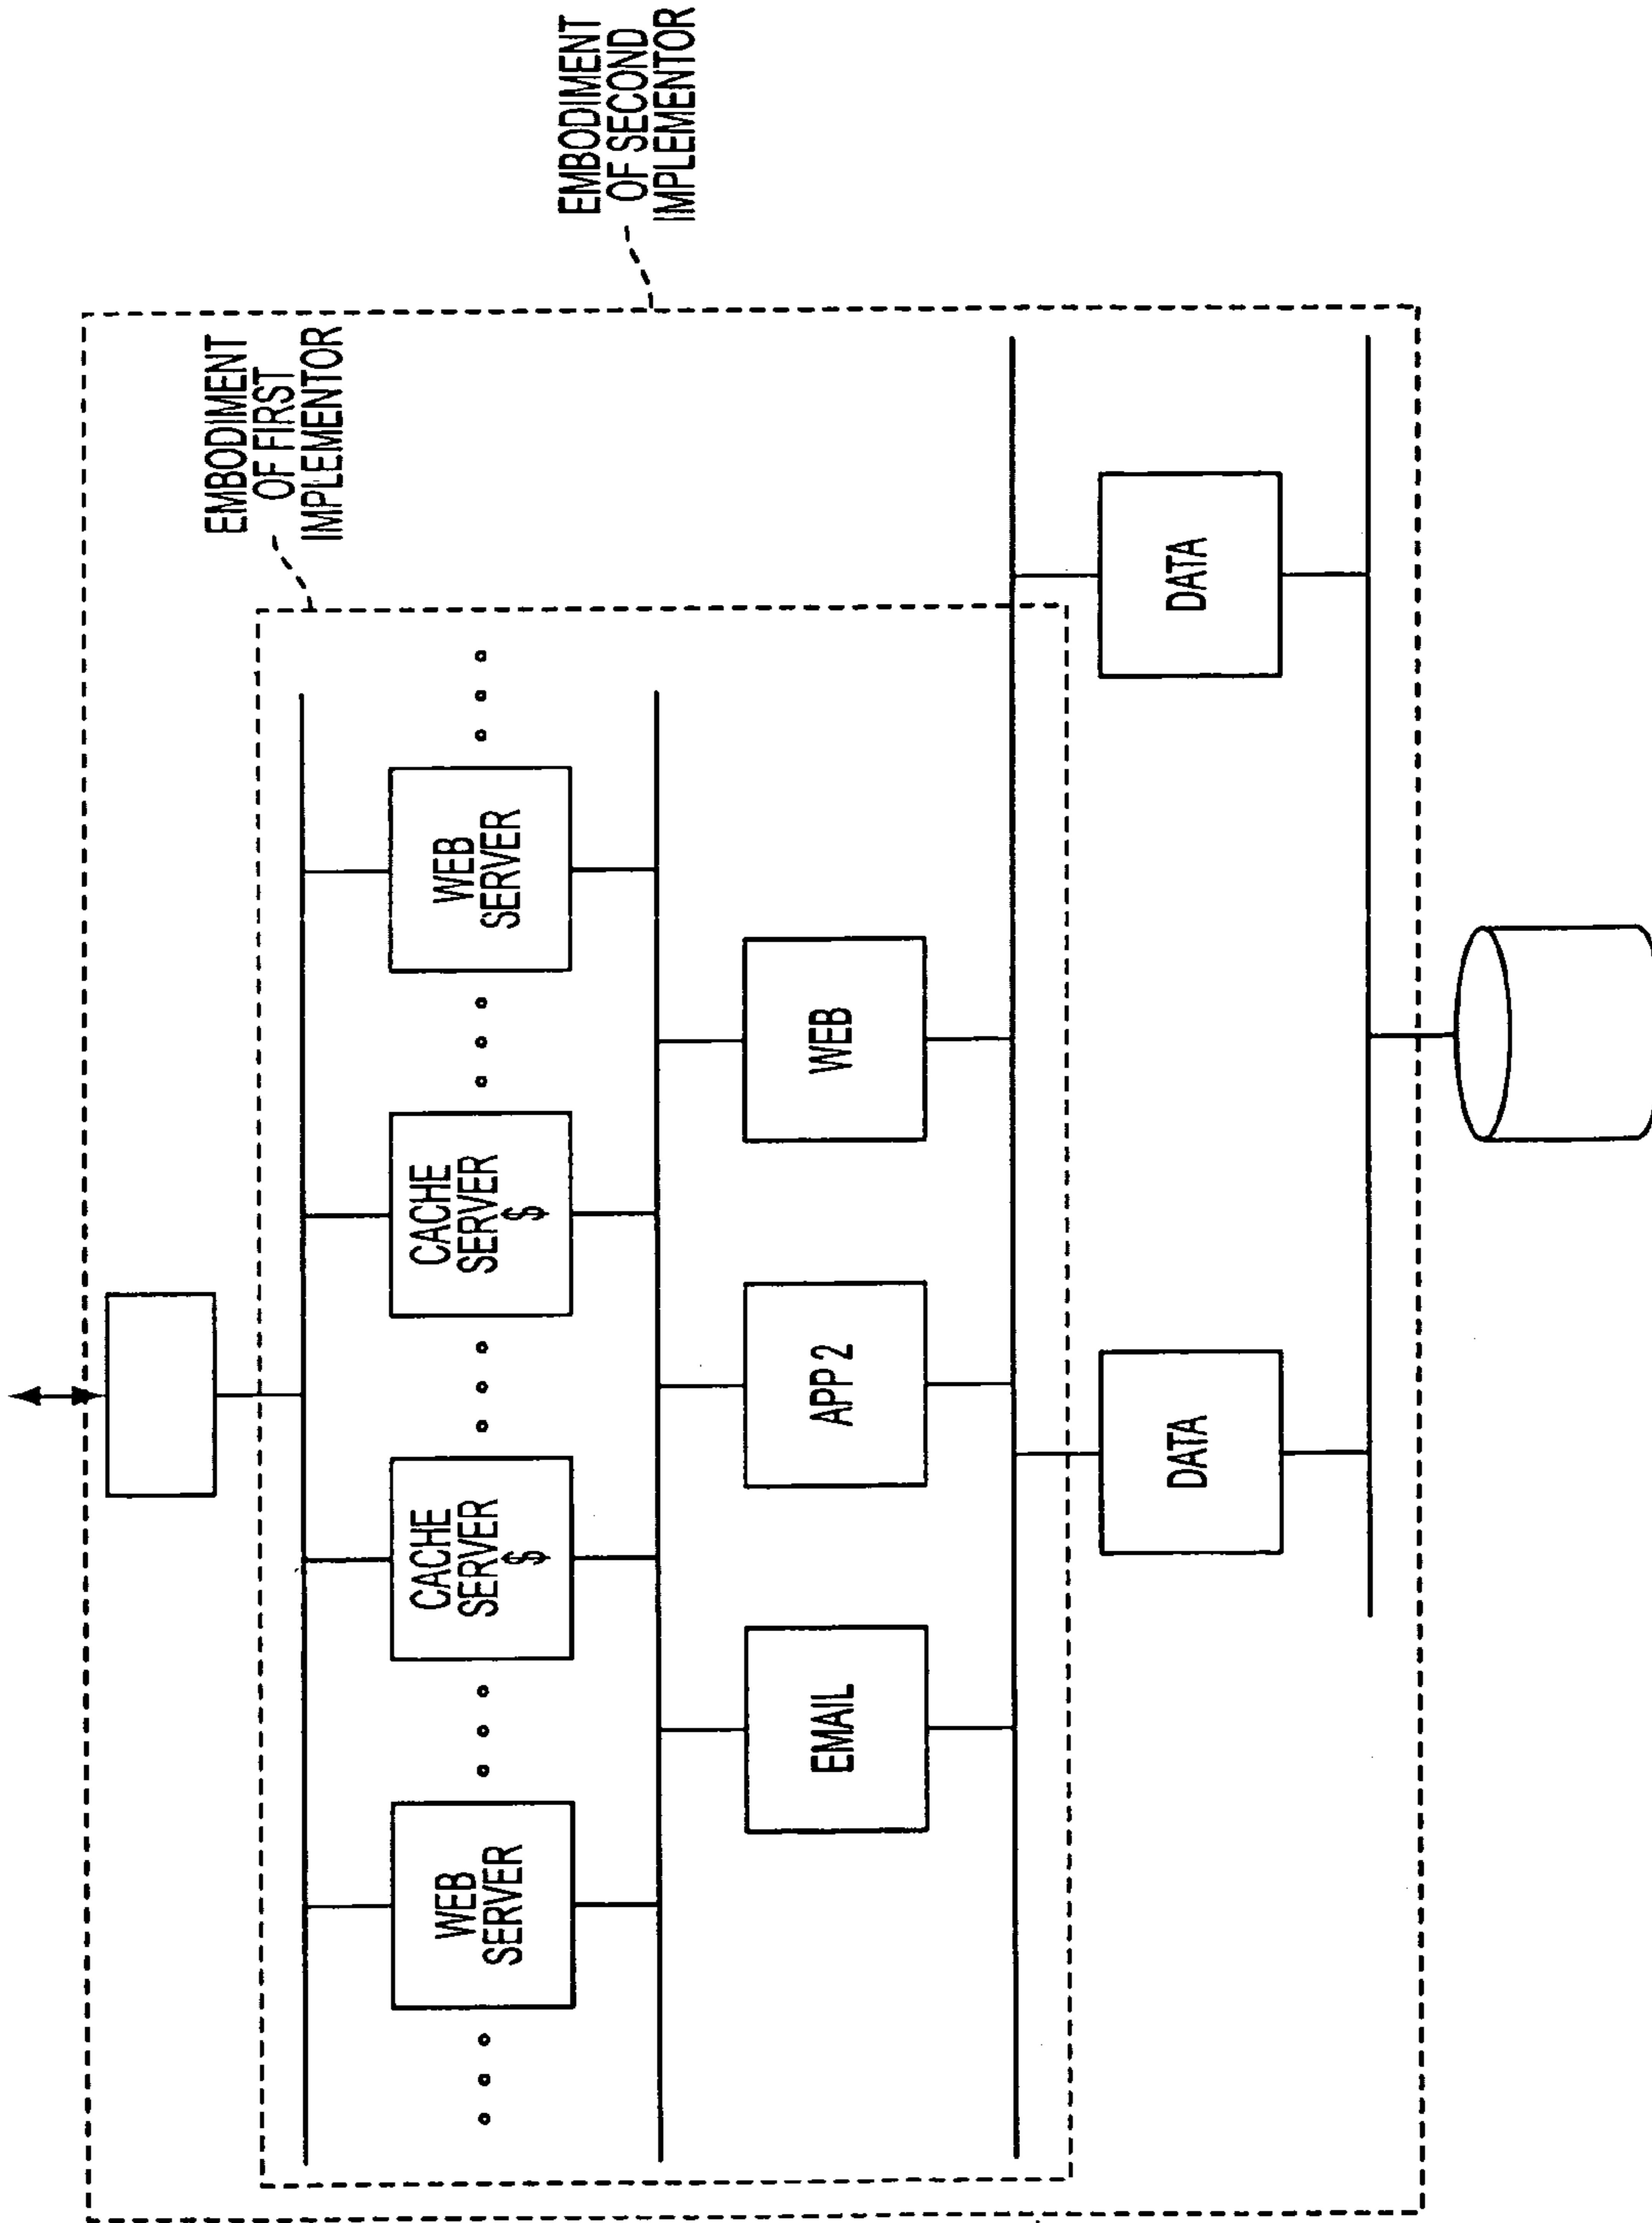 EMBODIMENT
OF FIRST
IMPLEMENTOR
WEB
SERVER
CACHE
SERVER
$
CACHE
SERVER
$
WEB
SERVER
EMBODIMENT
OF SECOND
IMPLEMENTOR
EMAIL
APP 2
WEB
DATA
DATA